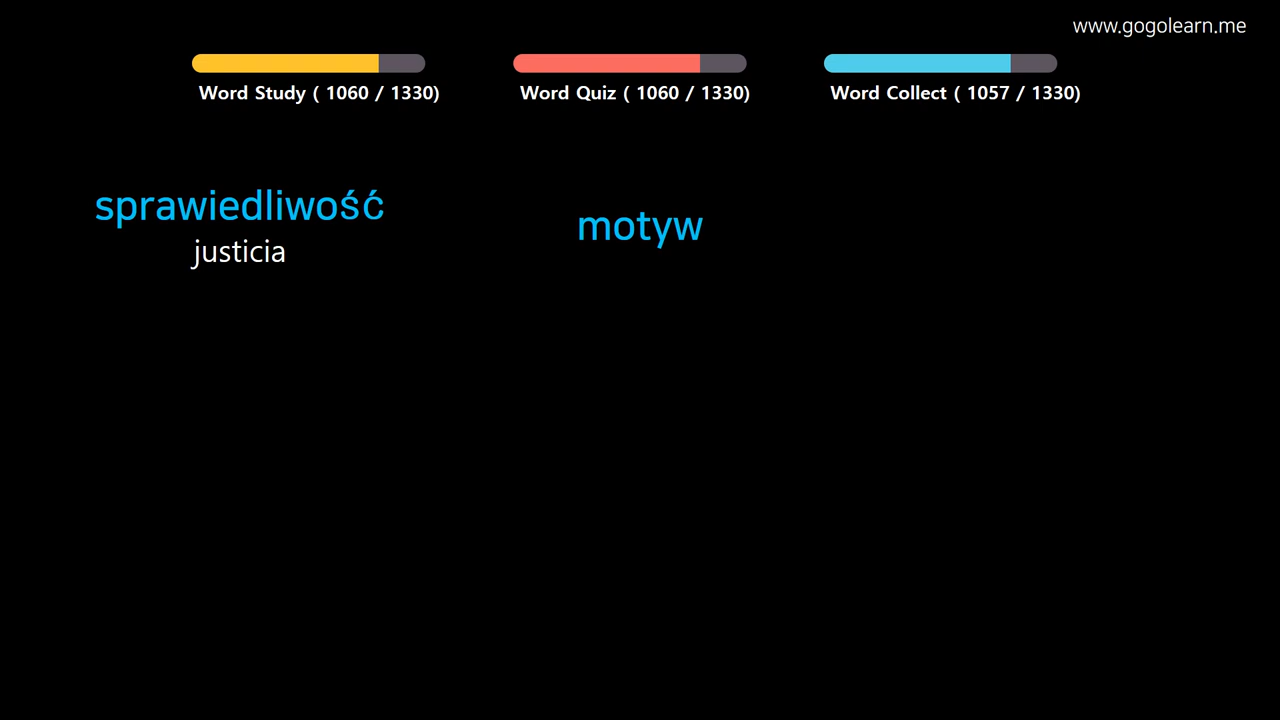 www.gogolearn.me
Word Study ( 1060 / 1330)
Word Quiz ( 1060 / 1330)
Word Collect ( 1057 / 1330)
sprawiedliwość
justicia
motyw